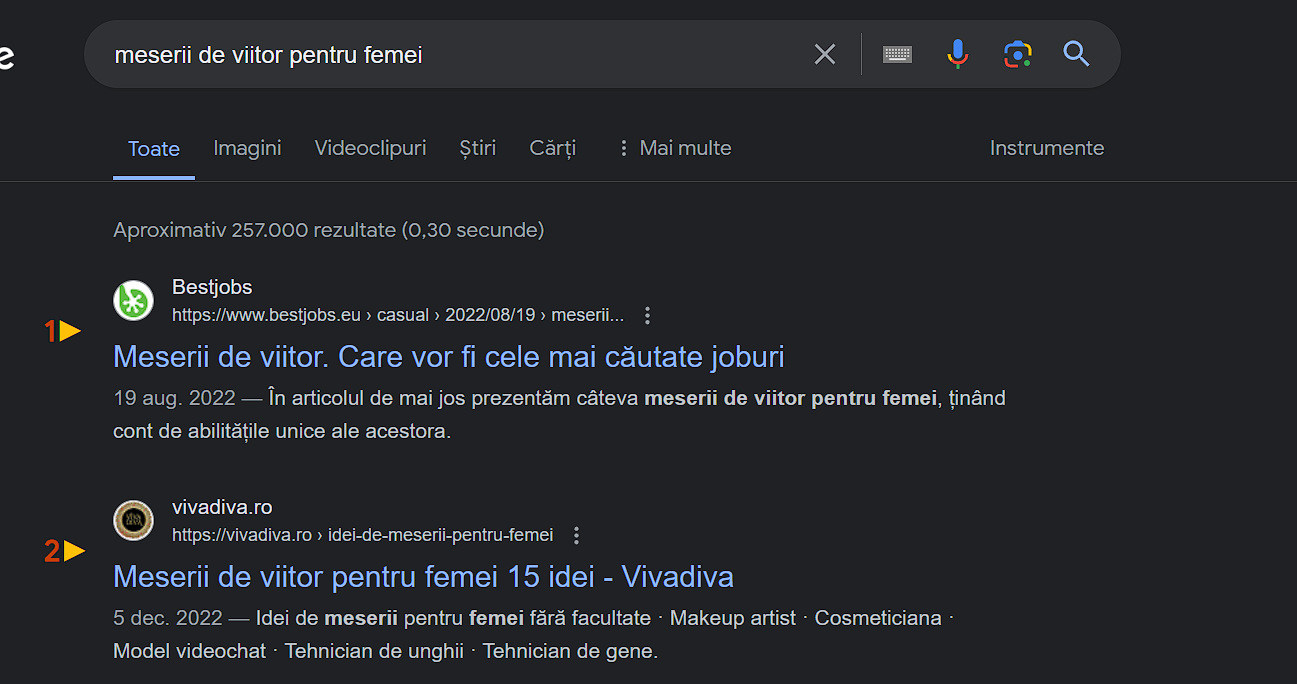 meserii de viitor pentru femei
Toate Imagini Videoclipuri Știri Cărți Mai multe Instrumente
Aproximativ 257.000 rezultate (0,30 secunde)
Bestjobs
https://www.bestjobs.eu › casual › 2022/08/19 › meserii...
1
Meserii de viitor. Care vor fi cele mai căutate joburi
19 aug. 2022 — În articolul de mai jos prezentăm câteva meserii de viitor pentru femei, ținând
cont de abilitățile unice ale acestora.
vivadiva.ro
https://vivadiva.ro › idei-de-meserii-pentru-femei
2
Meserii de viitor pentru femei 15 idei - Vivadiva
5 dec. 2022 — Idei de meserii pentru femei fără facultate · Makeup artist · Cosmeticiana ·
Model videochat · Tehnician de unghii · Tehnician de gene.